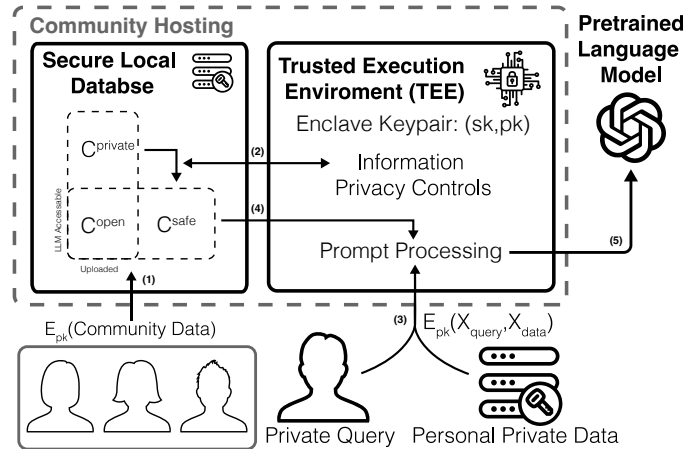 Community Hosting
Secure Local
Databse
Trusted Execution
Enviroment (TEE)
Enclave Keypair: (sk,pk)
Pretrained
Language
Model
Cprivate
(2)
Information
Privacy Controls
LLM Accessable
Copen
Csafe
(4)
Prompt Processing
(5)
Uploaded
(1)
Epk(Community Data)
(3)
Epk(Xquery,Xdata)
Private Query
Personal Private Data